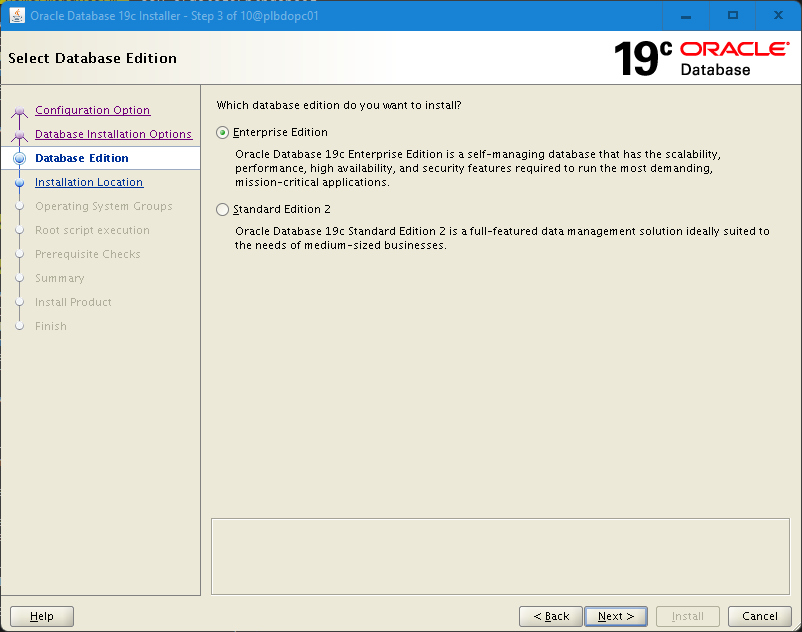 Oracle Database 19c Installer - Step 3 of 10@plbdopc01
Select Database Edition
19c ORACLE
Database
Configuration Option
Database Installation Options
Database Edition
Installation Location
Operating System Groups
Root script execution
Prerequisite Checks
Summary
Install Product
Finish
Which database edition do you want to install?
Enterprise Edition
Oracle Database 19c Enterprise Edition is a self-managing database that has the scalability,
performance, high availability, and security features required to run the most demanding,
mission-critical applications.
Standard Edition 2
Oracle Database 19c Standard Edition 2 is a full-featured data management solution ideally suited to
the needs of medium-sized businesses.
Help
< Back
Next >
Install
Cancel